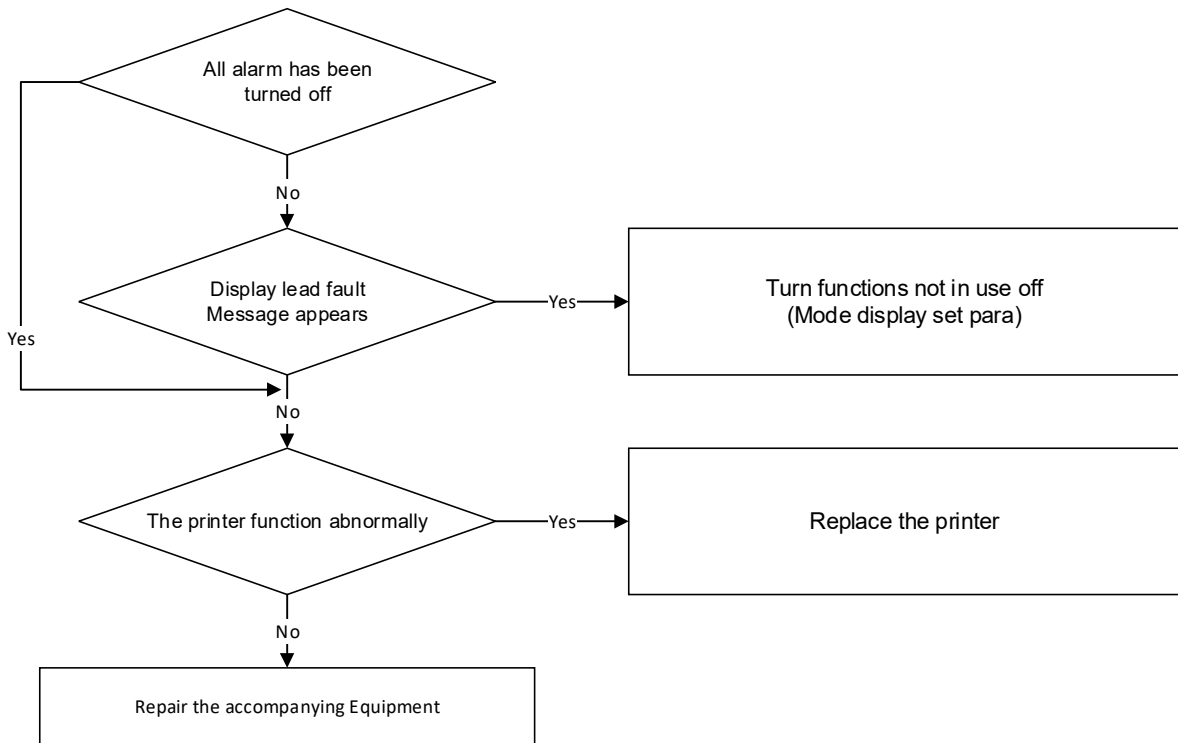 All alarm has been
turned off
No
Display lead fault
Message appears
Yes
Turn functions not in use off
(Mode display set para)
Yes
No
The printer function abnormally
Yes
Replace the printer
No
Repair the accompanying Equipment